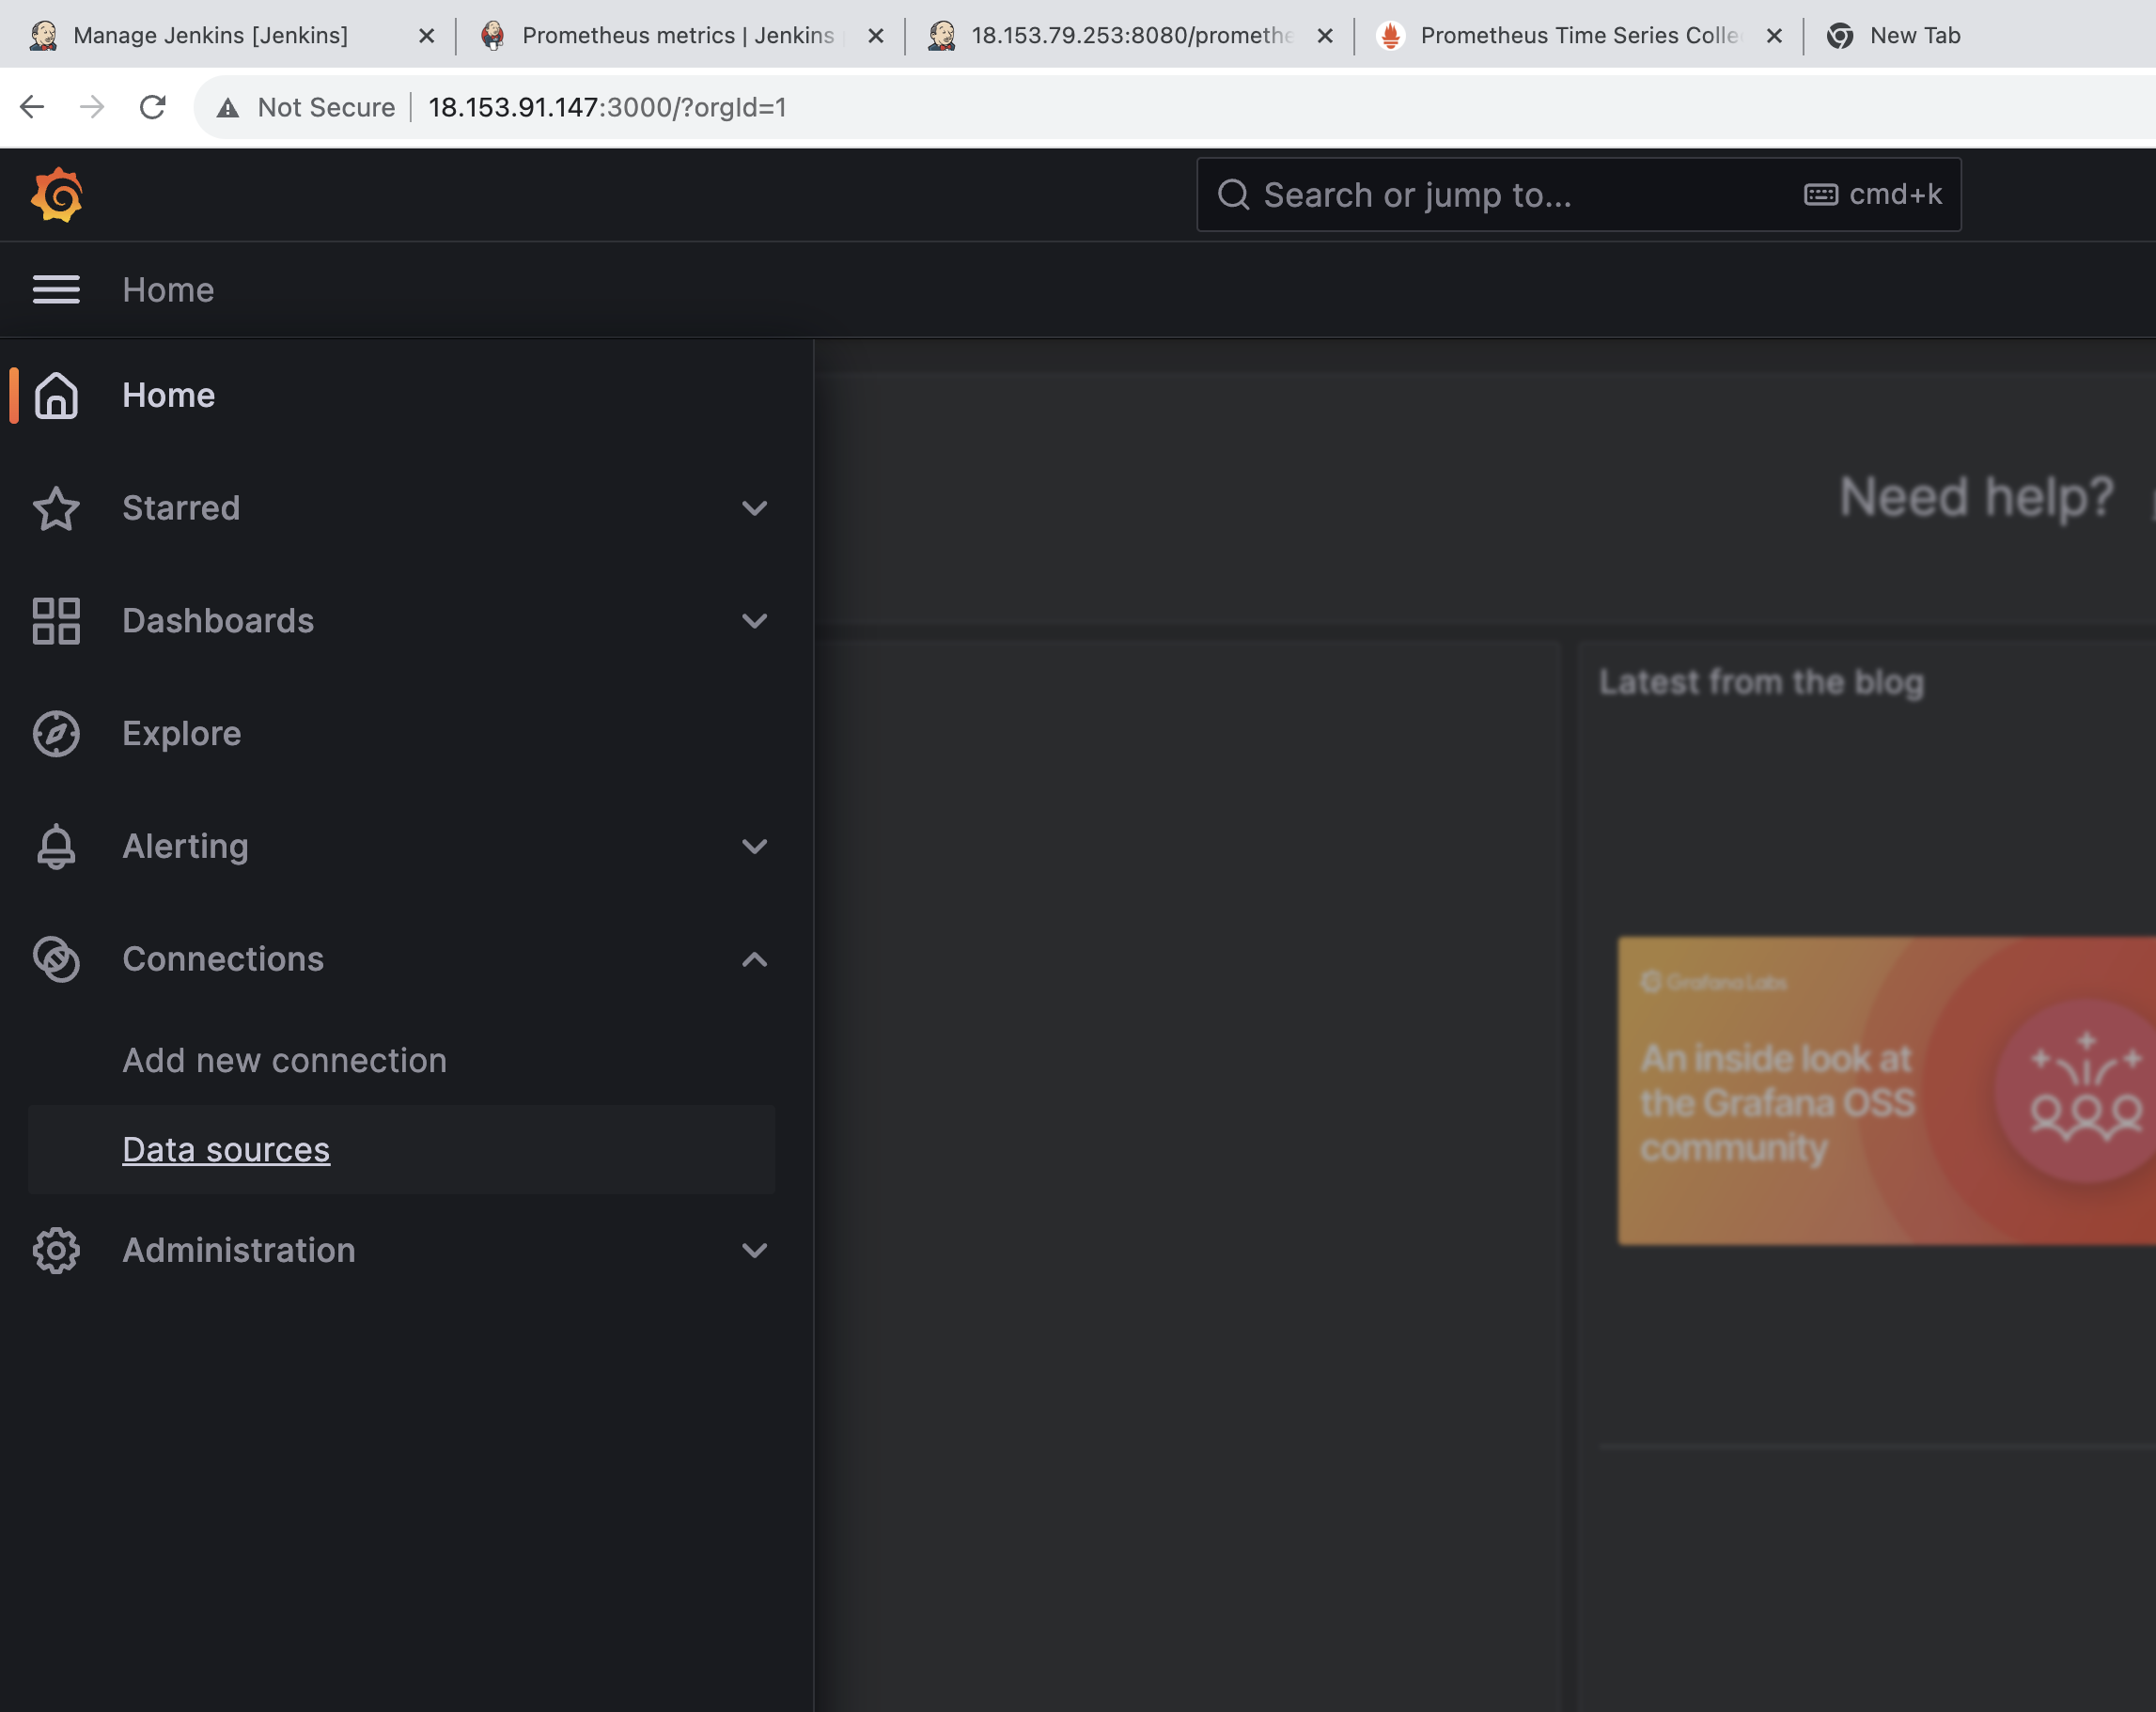 Manage Jenkins [Jenkins]
Prometheus metrics | Jenkins
18.153.79.253:8080/promethe
Prometheus Time Series Colle
New Tab
Not Secure
18.153.91.147:3000/?orgId=1
Search or jump to...
cmd+k
Home
Home
Starred
Dashboards
Explore
Alerting
Connections
Add new connection
Data sources
Administration
Need help?
Latest from the blog
Grafana Labs
An inside look at
the Grafana OSS
community